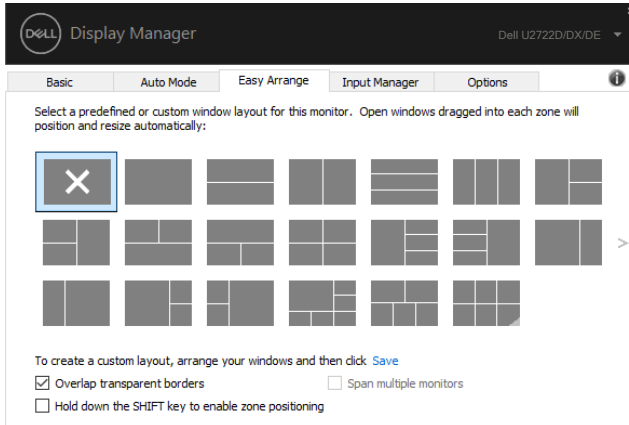 DELL Display Manager
Dell U2722D/DX/DE
Basic Auto Mode Easy Arrange Input Manager Options
Select a predefined or custom window layout for this monitor. Open windows dragged into each zone will
position and resize automatically:
To create a custom layout, arrange your windows and then click Save
Overlap transparent borders Span multiple monitors
Hold down the SHIFT key to enable zone positioning